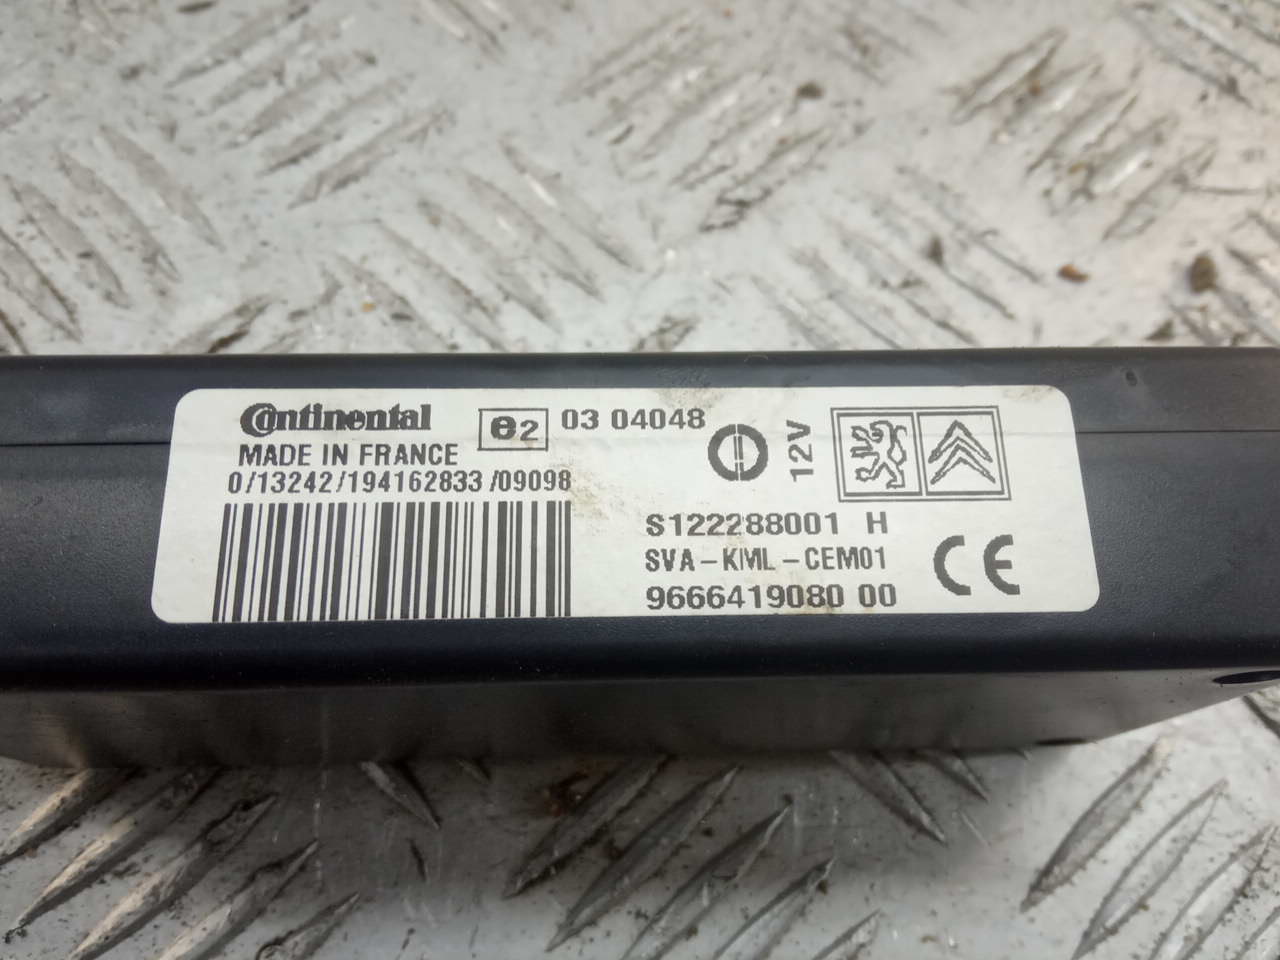 Continental
MADE IN FRANCE
e2 03 04048
12V
0/13242/194162833/09098
S122288001 H
SVA-KML-CEM01
9666419080 00
CE